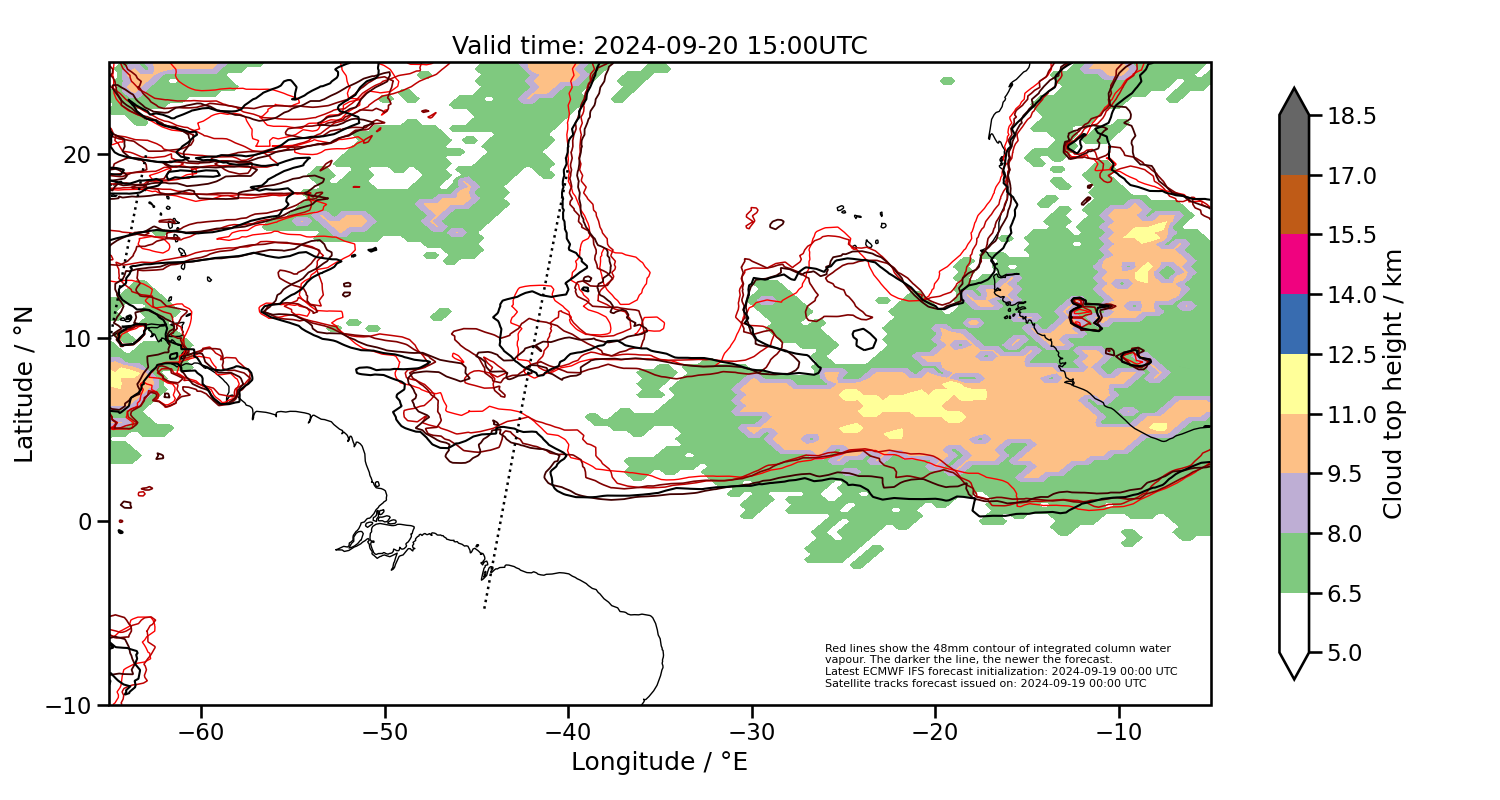 Valid time: 2024-09-20 15:00UTC
20
10
0
−10
Latitude / °N
−60
−50
−40
−30
−20
−10
Longitude / °E
Red lines show the 48mm contour of integrated column water
vapour. The darker the line, the newer the forecast.
Latest ECMWF IFS forecast initialization: 2024-09-19 00:00 UTC
Satellite tracks forecast issued on: 2024-09-19 00:00 UTC
18.5
17.0
15.5
14.0
12.5
11.0
9.5
8.0
6.5
5.0
Cloud top height / km